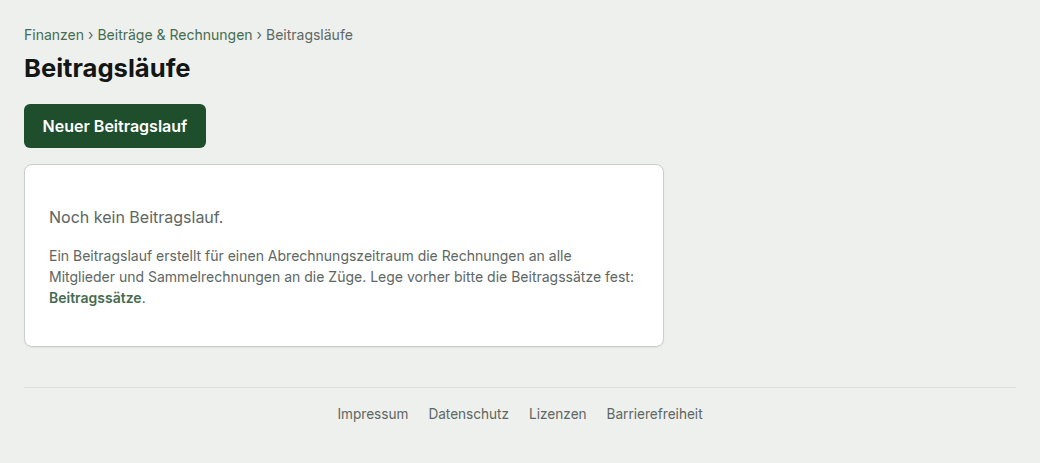 Finanzen › Beiträge & Rechnungen › Beitragsläufe
Beitragsläufe
Neuer Beitragslauf
Noch kein Beitragslauf.
Ein Beitragslauf erstellt für einen Abrechnungszeitraum die Rechnungen an alle
Mitglieder und Sammelrechnungen an die Züge. Lege vorher bitte die Beitragssätze fest:
Beitragssätze.
Impressum Datenschutz Lizenzen Barrierefreiheit